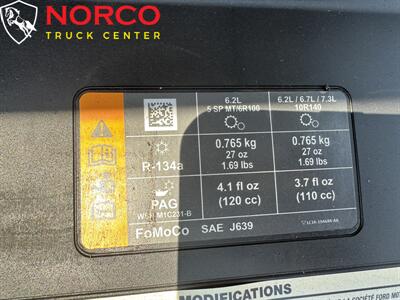 NORCO
TRUCK CENTER
6.2L
5 SP MT/6R100
6.2L / 6.7L / 7.3L
10R140
R-134a
0.765 kg
27 oz
1.69 lbs
0.765 kg
27 oz
1.69 lbs
PAG
4.1 fl oz
(120 cc)
3.7 fl oz
(110 cc)
FoMoCo SAE J639
MODIFICATIONS